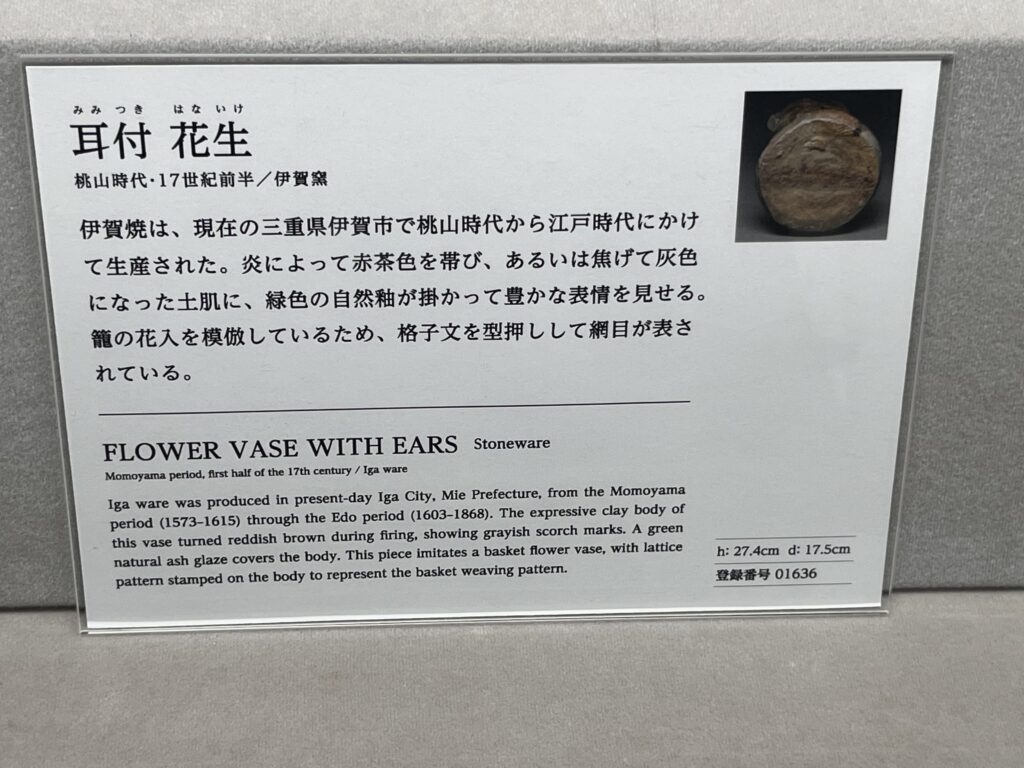 みみつき はないけ
耳付 花生
桃山時代・17世紀前半／伊賀窯
伊賀焼は、現在の三重県伊賀市で桃山時代から江戸時代にかけ
て生産された。炎によって赤茶色を帯び、あるいは焦げて灰色
になった土肌に、緑色の自然釉が掛かって豊かな表情を見せる。
籠の花入を模倣しているため、格子文を型押しして網目が表さ
れている。
FLOWER VASE WITH EARS Stoneware
Momoyama period, first half of the 17th century / Iga ware
Iga ware was produced in present-day Iga City, Mie Prefecture, from the Momoyama
period (1573–1615) through the Edo period (1603–1868). The expressive clay body of
this vase turned reddish brown during firing, showing grayish scorch marks. A green
natural ash glaze covers the body. This piece imitates a basket flower vase, with lattice
pattern stamped on the body to represent the basket weaving pattern.
h: 27.4cm d: 17.5cm
登録番号 01636